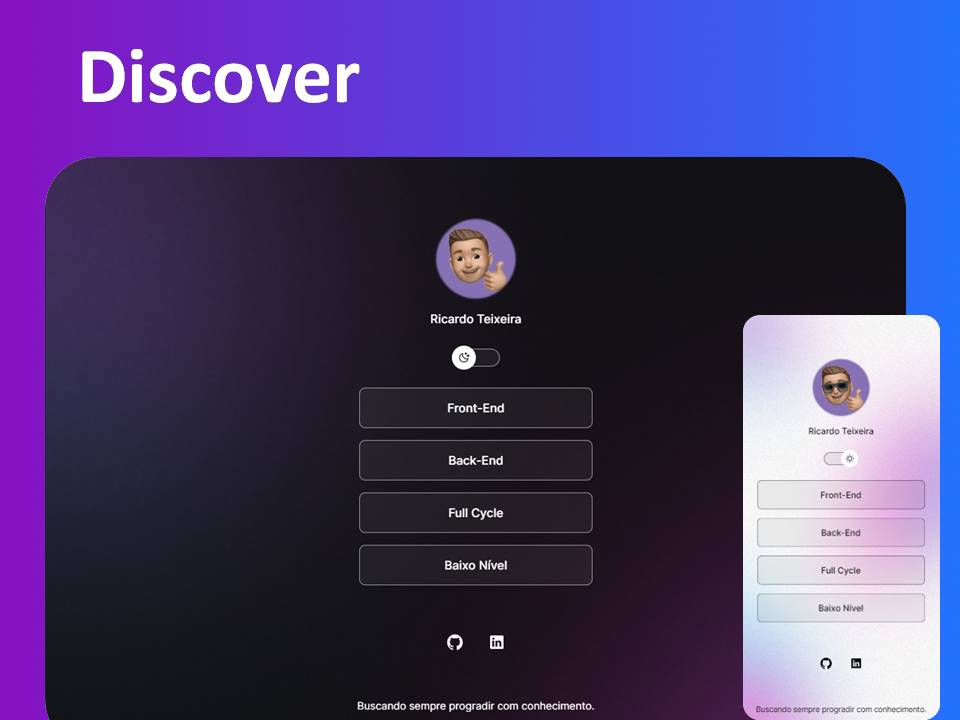 Discover
Ricardo Teixeira
Front-End
Back-End
Full Cycle
Baixo Nível
Buscando sempre progradir com conhecimento.
Ricardo Teixeira
Front-End
Back-End
Full Cycle
Baixo Nível
Buscando sempre progradir com conhecimento.